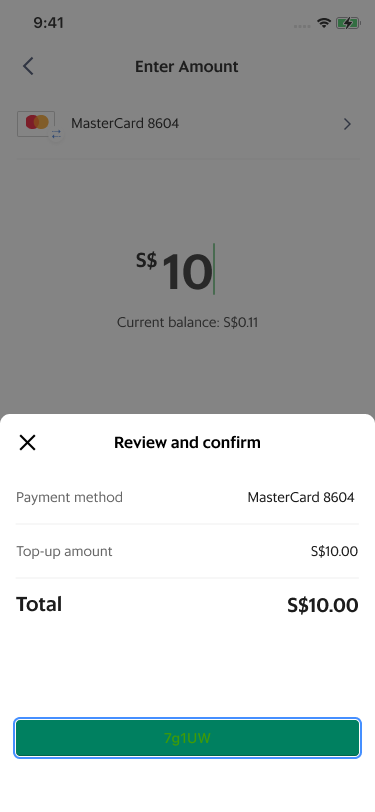 9:41
Enter Amount
MasterCard 8604
S$10
Current balance: S$0.11
Review and confirm
Payment method MasterCard 8604
Top-up amount S$10.00
Total S$10.00
7g1UW